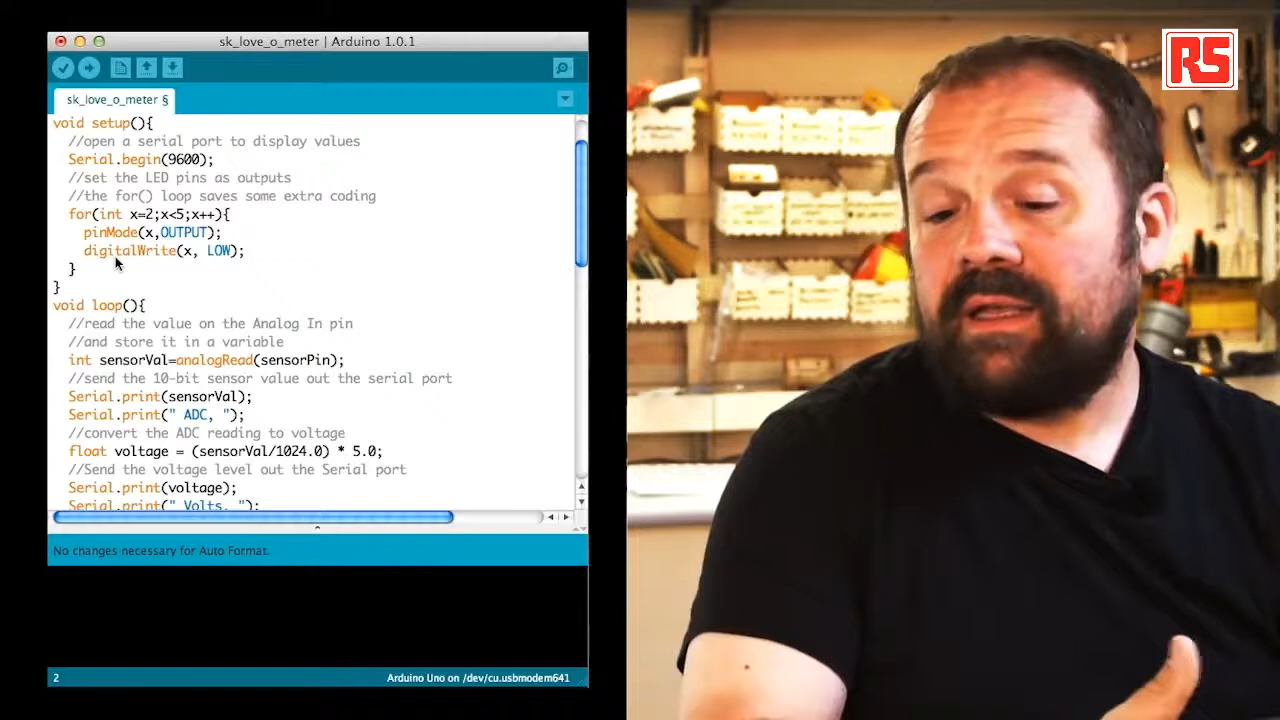 sk_love_o_meter | Arduino 1.0.1
sk_love_o_meter §
void setup(){
//open a serial port to display values
Serial.begin(9600);
//set the LED pins as outputs
//the for() loop saves some extra coding
for(int x=2;x<5;x++){
pinMode(x,OUTPUT);
digitalWrite(x, LOW);
}
}
void loop(){
//read the value on the Analog In pin
//and store it in a variable
int sensorVal=analogRead(sensorPin);
//send the 10-bit sensor value out the serial port
Serial.print(sensorVal);
Serial.print(" ADC, ");
//convert the ADC reading to voltage
float voltage = (sensorVal/1024.0) * 5.0;
//Send the voltage level out the Serial port
Serial.print(voltage);
Serial.print(" Volts, ");
No changes necessary for Auto Format.
2
Arduino Uno on /dev/cu.usbmodem641
RS